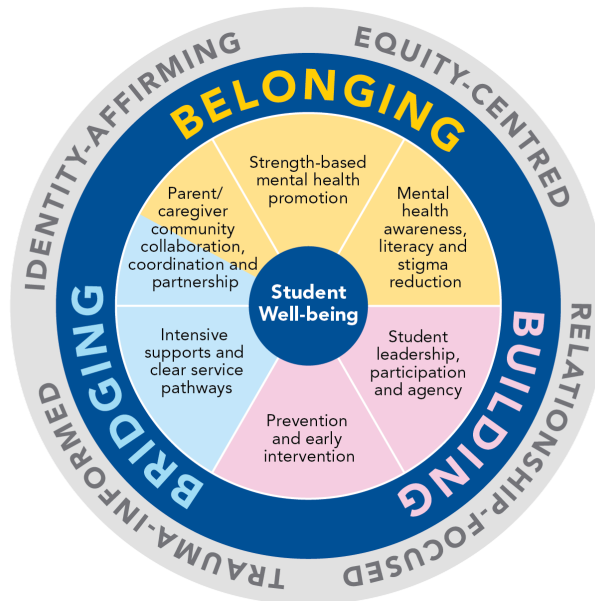 IDENTITY-AFFIRMING
EQUITY-CENTRED
RELATIONSHIP-FOCUSED
TRAUMA-INFORMED
BELONGING
BUILDING
BRIDGING
Strength-based
mental health
promotion
Mental
health
awareness,
literacy and
stigma
reduction
Student
leadership,
participation
and agency
Prevention
and early
intervention
Intensive
supports and
clear service
pathways
Parent/
caregiver
community
collaboration,
coordination and
partnership
Student
Well-being